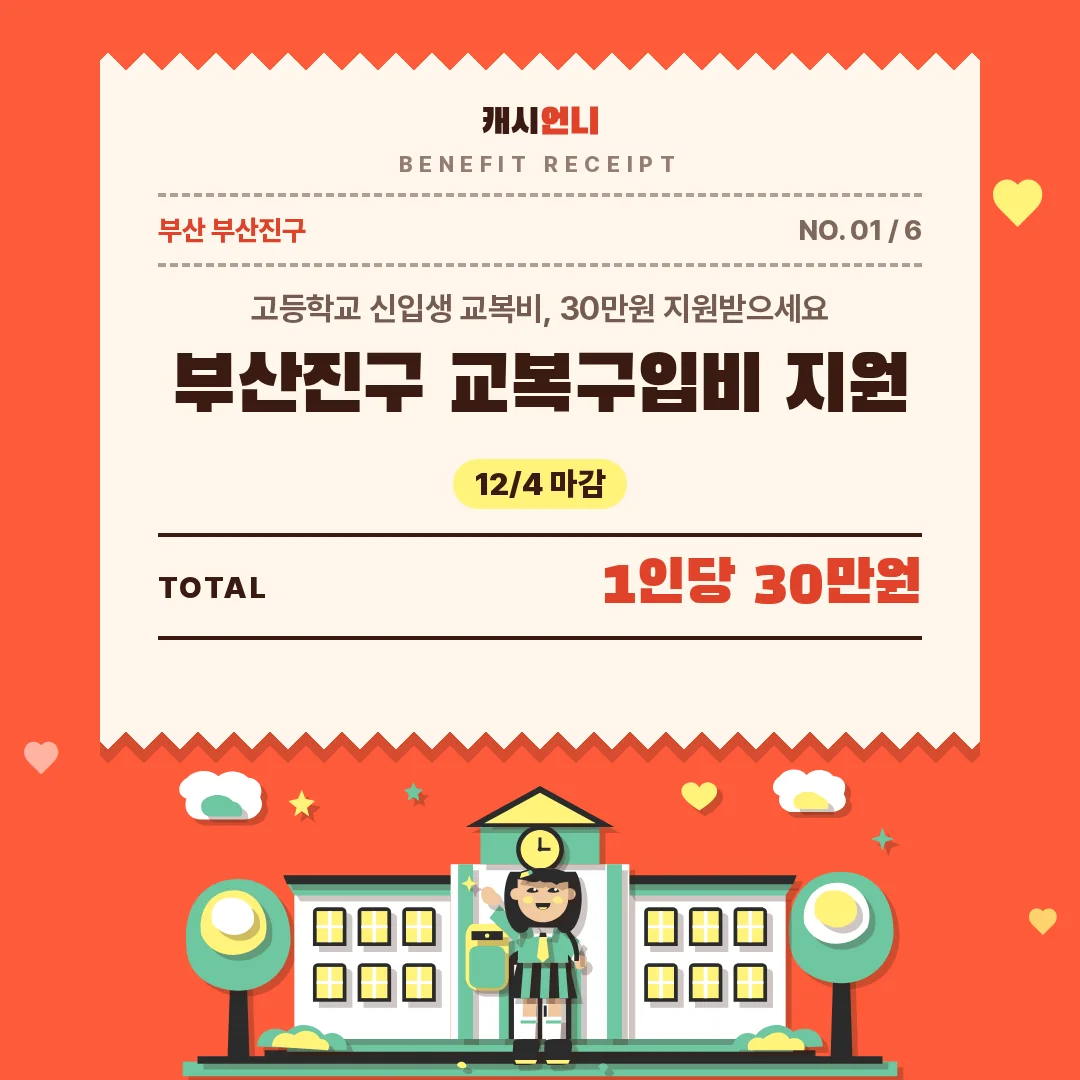 캐시언니
BENEFIT RECEIPT
부산 부산진구
NO. 01 / 6
고등학교 신입생 교복비, 30만원 지원받으세요
부산진구 교복구입비 지원
12/4 마감
TOTAL
1인당 30만원